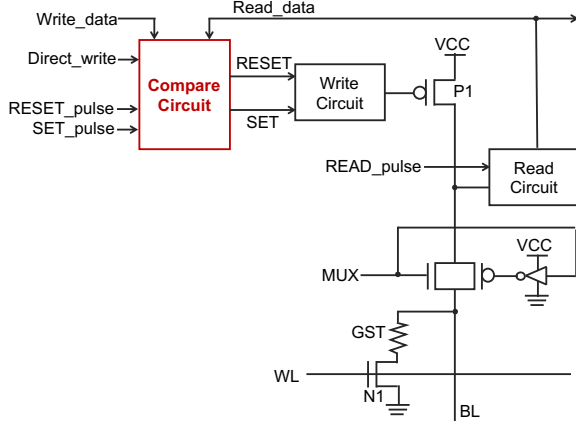 Write_data
Read_data
Direct_write
Compare
Circuit
RESET_pulse
SET_pulse
RESET
SET
Write
Circuit
VCC
P1
READ_pulse
Read
Circuit
MUX
VCC
GST
WL
N1
BL